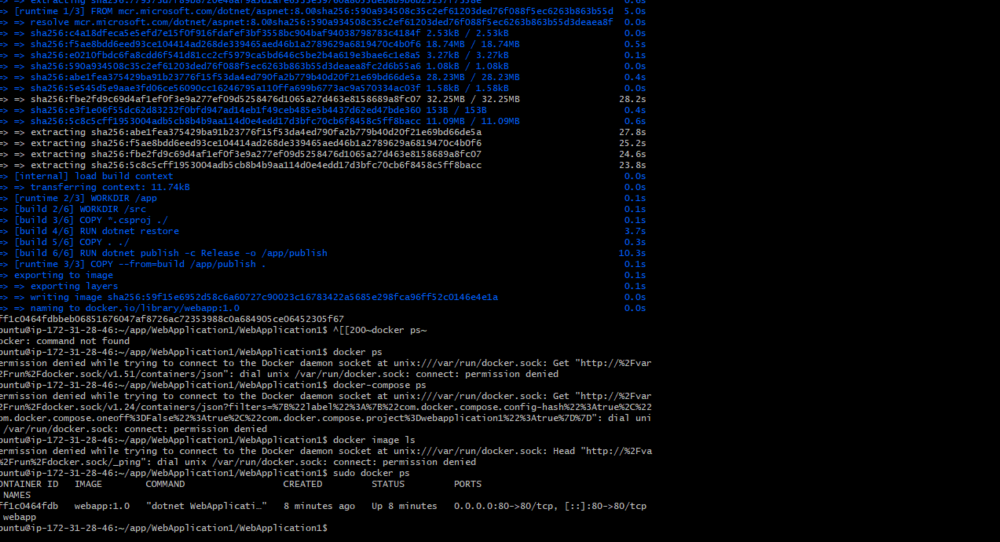 => => extracting sha256:
=> [runtime 1/3] FROM mcr.microsoft.com/dotnet/aspnet:8.0@sha256:590a934508c35c2ef61203ded76f088f5ec6263b863b55d 5.0s
=> => resolve mcr.microsoft.com/dotnet/aspnet:8.0@sha256:590a934508c35c2ef61203ded76f088f5ec6263b863b55d3deaea8f 0.0s
=> => sha256:c4a18dfeca5e5efd7e15f0f916fdafef3bf3558bc904baf94038798783c4184f 2.53kB / 2.53kB 0.0s
=> => sha256:f5ae8bdd6eed93ce104414ad268de339465aed46b1a2789629a6819470c4b0f6 18.74MB / 18.74MB 0.5s
=> => sha256:e0210fbdc6fa8cdd6f541d81cc2cf5979ca5bd646c5be2b4a619e3bae6c1e8a5 3.27kB / 3.27kB 0.1s
=> => sha256:590a934508c35c2ef61203ded76f088f5ec6263b863b55d3deaea8fc2d6b55a6 1.08kB / 1.08kB 0.0s
=> => sha256:abe1fea375429ba91b23776f15f53da4ed790fa2b779b40d20f21e69bd66de5a 28.23MB / 28.23MB 0.4s
=> => sha256:5e545d5e9aae3fd06ce56090cc16246795a110ffa699b6773ac9a570334ac03f 1.58kB / 1.58kB 0.0s
=> => sha256:fbe2fd9c69d4af1ef0f3e9a277ef09d5258476d1065a27d463e8158689a8fc07 32.25MB / 32.25MB 28.2s
=> => sha256:e3f1e06f55dc62d83232f0bfd947ad14eb1f49ceb485e5b4437d62ed47bde360 153B / 153B 0.4s
=> => sha256:5c8c5cff1953004adb5cb8b4b9aa114d0e4edd17d3bfc70cb6f8458c5ff8bacc 11.09MB / 11.09MB 0.6s
=> => extracting sha256:abe1fea375429ba91b23776f15f53da4ed790fa2b779b40d20f21e69bd66de5a 27.8s
=> => extracting sha256:f5ae8bdd6eed93ce104414ad268de339465aed46b1a2789629a6819470c4b0f6 25.2s
=> => extracting sha256:fbe2fd9c69d4af1ef0f3e9a277ef09d5258476d1065a27d463e8158689a8fc07 24.6s
=> => extracting sha256:5c8c5cff1953004adb5cb8b4b9aa114d0e4edd17d3bfc70cb6f8458c5ff8bacc 23.8s
=> [internal] load build context 0.0s
=> => transferring context: 11.74kB 0.0s
=> [runtime 2/3] WORKDIR /app 0.1s
=> [build 2/6] WORKDIR /src 0.1s
=> [build 3/6] COPY *.csproj ./ 0.1s
=> [build 4/6] RUN dotnet restore 3.7s
=> [build 5/6] COPY . ./ 0.3s
=> [build 6/6] RUN dotnet publish -c Release -o /app/publish 10.3s
=> [runtime 3/3] COPY --from=build /app/publish . 0.1s
=> exporting to image 0.1s
=> => exporting layers 0.1s
=> => writing image sha256:59f15e6952d58c6a60727c90023c16783422a5685e298fca96ff52c0146e4e1a 0.0s
=> => naming to docker.io/library/webapp:1.0 0.0s
ff1c0464fdbbeb06851676047af8726ac72353988c0a684905ce06452305f67
buntu@ip-172-31-28-46:~/app/WebApplication1/WebApplication1$ ^[[200~docker ps~
ocker: command not found
buntu@ip-172-31-28-46:~/app/WebApplication1/WebApplication1$ docker ps
ermission denied while trying to connect to the Docker daemon socket at unix:///var/run/docker.sock: Get "http://%2Fvar
2Frun%2Fdocker.sock/v1.51/containers/json": dial unix /var/run/docker.sock: connect: permission denied
buntu@ip-172-31-28-46:~/app/WebApplication1/WebApplication1$ docker-compose ps
ermission denied while trying to connect to the Docker daemon socket at unix:///var/run/docker.sock: Get "http://%2Fvar
2Frun%2Fdocker.sock/v1.24/containers/json?filters=%7B%22label%22%3A%7B%22com.docker.compose.config-hash%22%3Atrue%2C%22
om.docker.compose.oneoff%3DFalse%22%3Atrue%2C%22com.docker.compose.project%3Dwebapplication1%22%3Atrue%7D%7D": dial uni
/var/run/docker.sock: connect: permission denied
buntu@ip-172-31-28-46:~/app/WebApplication1/WebApplication1$ docker image ls
ermission denied while trying to connect to the Docker daemon socket at unix:///var/run/docker.sock: Head "http://%2Fva
%2Frun%2Fdocker.sock/_ping": dial unix /var/run/docker.sock: connect: permission denied
buntu@ip-172-31-28-46:~/app/WebApplication1/WebApplication1$ sudo docker ps
ONTAINER ID IMAGE COMMAND CREATED STATUS PORTS
NAMES
ff1c0464fdb webapp:1.0 "dotnet WebApplicati…" 8 minutes ago Up 8 minutes 0.0.0.0:80->80/tcp, [::]:80->80/tcp
webapp
buntu@ip-172-31-28-46:~/app/WebApplication1/WebApplication1$